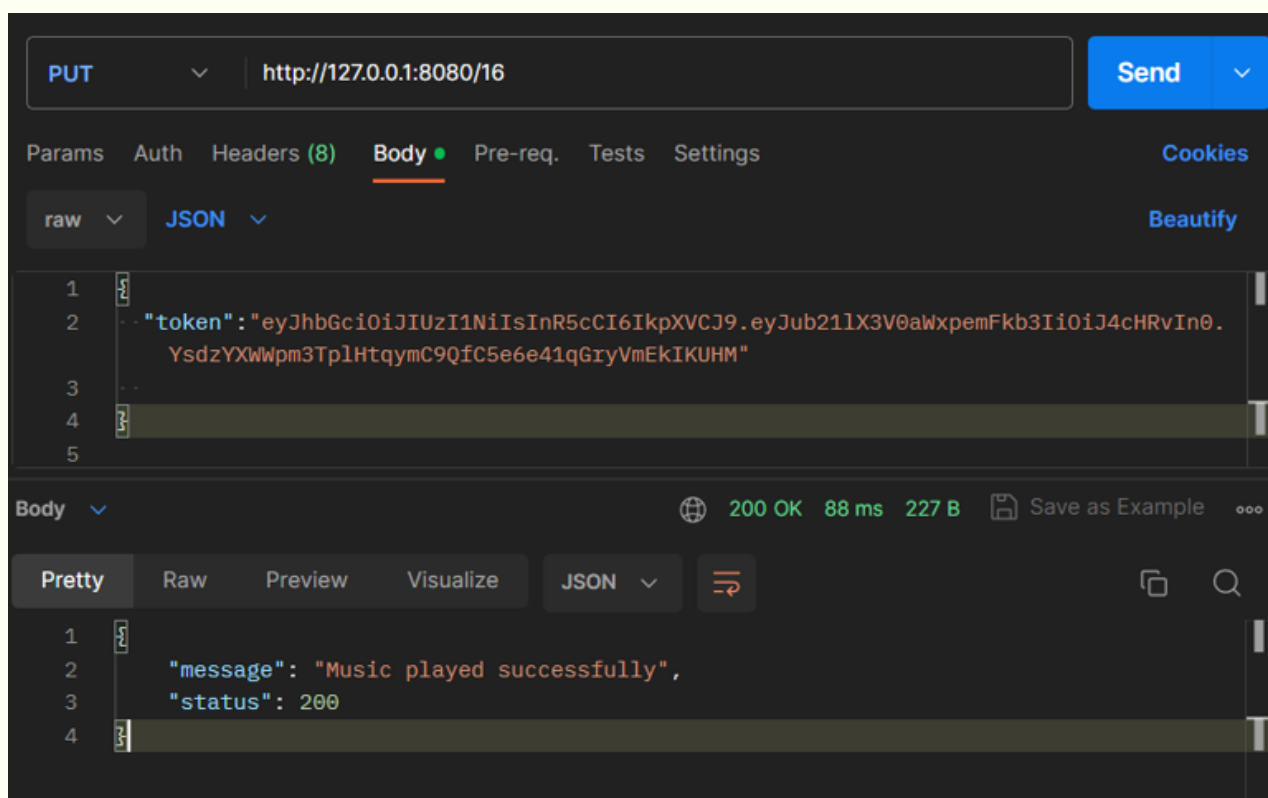 PUT http://127.0.0.1:8080/16 Send
Params Auth Headers (8) Body Pre-req. Tests Settings Cookies
raw JSON Beautify
1 {
2 "token":"eyJhbGciOiJIUzI1NiIsInR5cCI6IkpXVCJ9.eyJub21lX3V0aWxpemFkb3IiOiJ4cHRvIn0.
YsdzYXWWpm3TplHtqymC9QfC5e6e41qGryVmEkIKUHM"
3
4 }
5
Body 200 OK 88 ms 227 B Save as Example
Pretty Raw Preview Visualize JSON
1 {
2 "message": "Music played successfully",
3 "status": 200
4 }